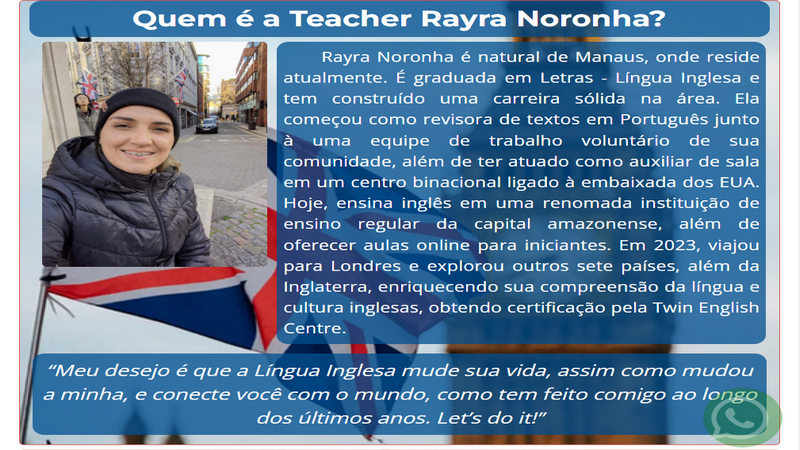 Quem é a Teacher Rayra Noronha?
Rayra Noronha é natural de Manaus, onde reside
atualmente. É graduada em Letras - Língua Inglesa e
tem construído uma carreira sólida na área. Ela
começou como revisora de textos em Português junto
à uma equipe de trabalho voluntário de sua
comunidade, além de ter atuado como auxiliar de sala
em um centro binacional ligado à embaixada dos EUA.
Hoje, ensina inglês em uma renomada instituição de
ensino regular da capital amazonense, além de
oferecer aulas online para iniciantes. Em 2023, viajou
para Londres e explorou outros sete países, além da
Inglaterra, enriquecendo sua compreensão da língua e
cultura inglesas, obtendo certificação pela Twin English
Centre.
“Meu desejo é que a Língua Inglesa mude sua vida, assim como mudou
a minha, e conecte você com o mundo, como tem feito comigo ao longo
dos últimos anos. Let’s do it!”